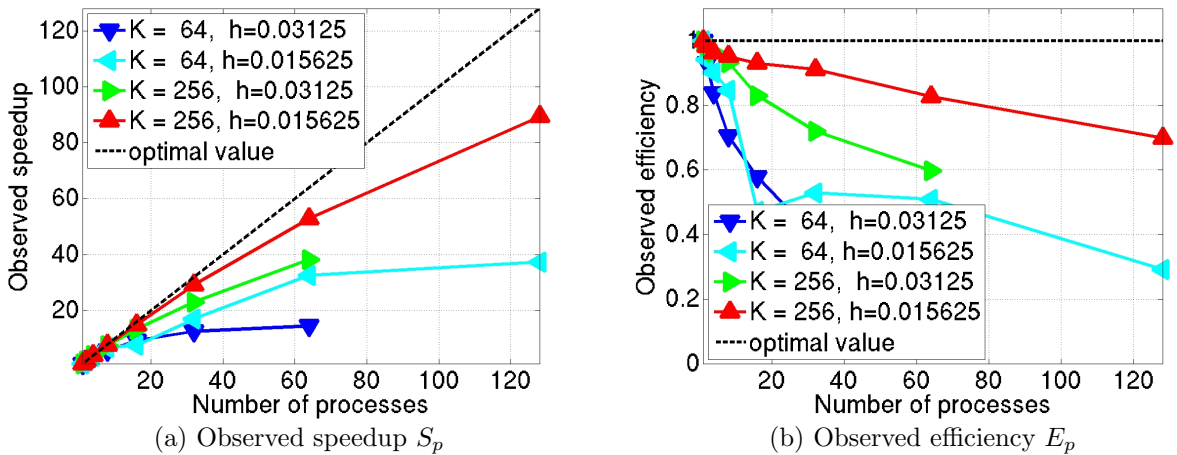 Observed speedup
120
100
80
60
40
20
K = 64, h=0.03125
K = 64, h=0.015625
K = 256, h=0.03125
K = 256, h=0.015625
optimal value
20 40 60 80 100 120
Number of processes
(a) Observed speedup Sₚ
Observed efficiency
0.8
0.6
0.4
0.2
0
K = 64, h=0.03125
K = 64, h=0.015625
K = 256, h=0.03125
K = 256, h=0.015625
optimal value
20 40 60 80 100 120
Number of processes
(b) Observed efficiency Eₚ